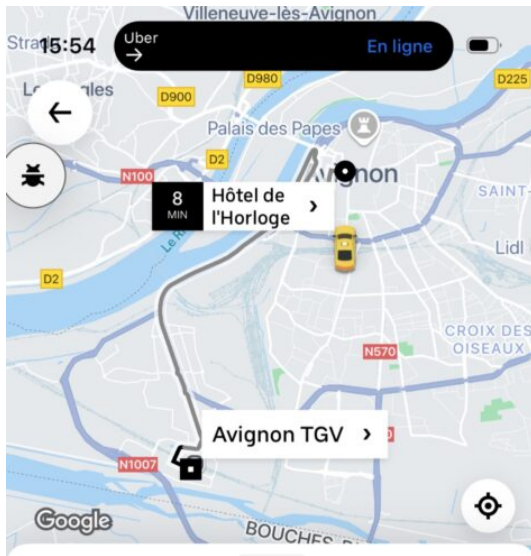 Villeneuve-lès-Avignon
15:54
Uber
→
En ligne
D980
D225
D900
Palais des Papes
N100
D2
Avignon
8
MIN
Hôtel de
l'Horloge
SAINT-
Lidl
D2
CROIX DES
OISEAUX
N570
Avignon TGV
N1007
Google